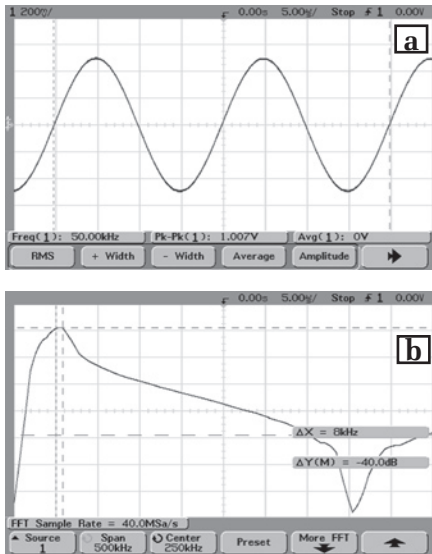 1 200㎷/ 0.00s 5.00㎲/ Stop 1 0.00V
a
Freq(1): 50.00kHz Pk-Pk(1): 1.007V Avg(1): 0V
RMS + Width - Width Average Amplitude
0.00s 5.00㎲/ Stop 1 0.00V
b
ΔX = 8kHz
ΔY(M) = -40.0dB
FFT Sample Rate = 40.0MSa/s
Source 1 Span 500kHz Center 250kHz Preset More FFT